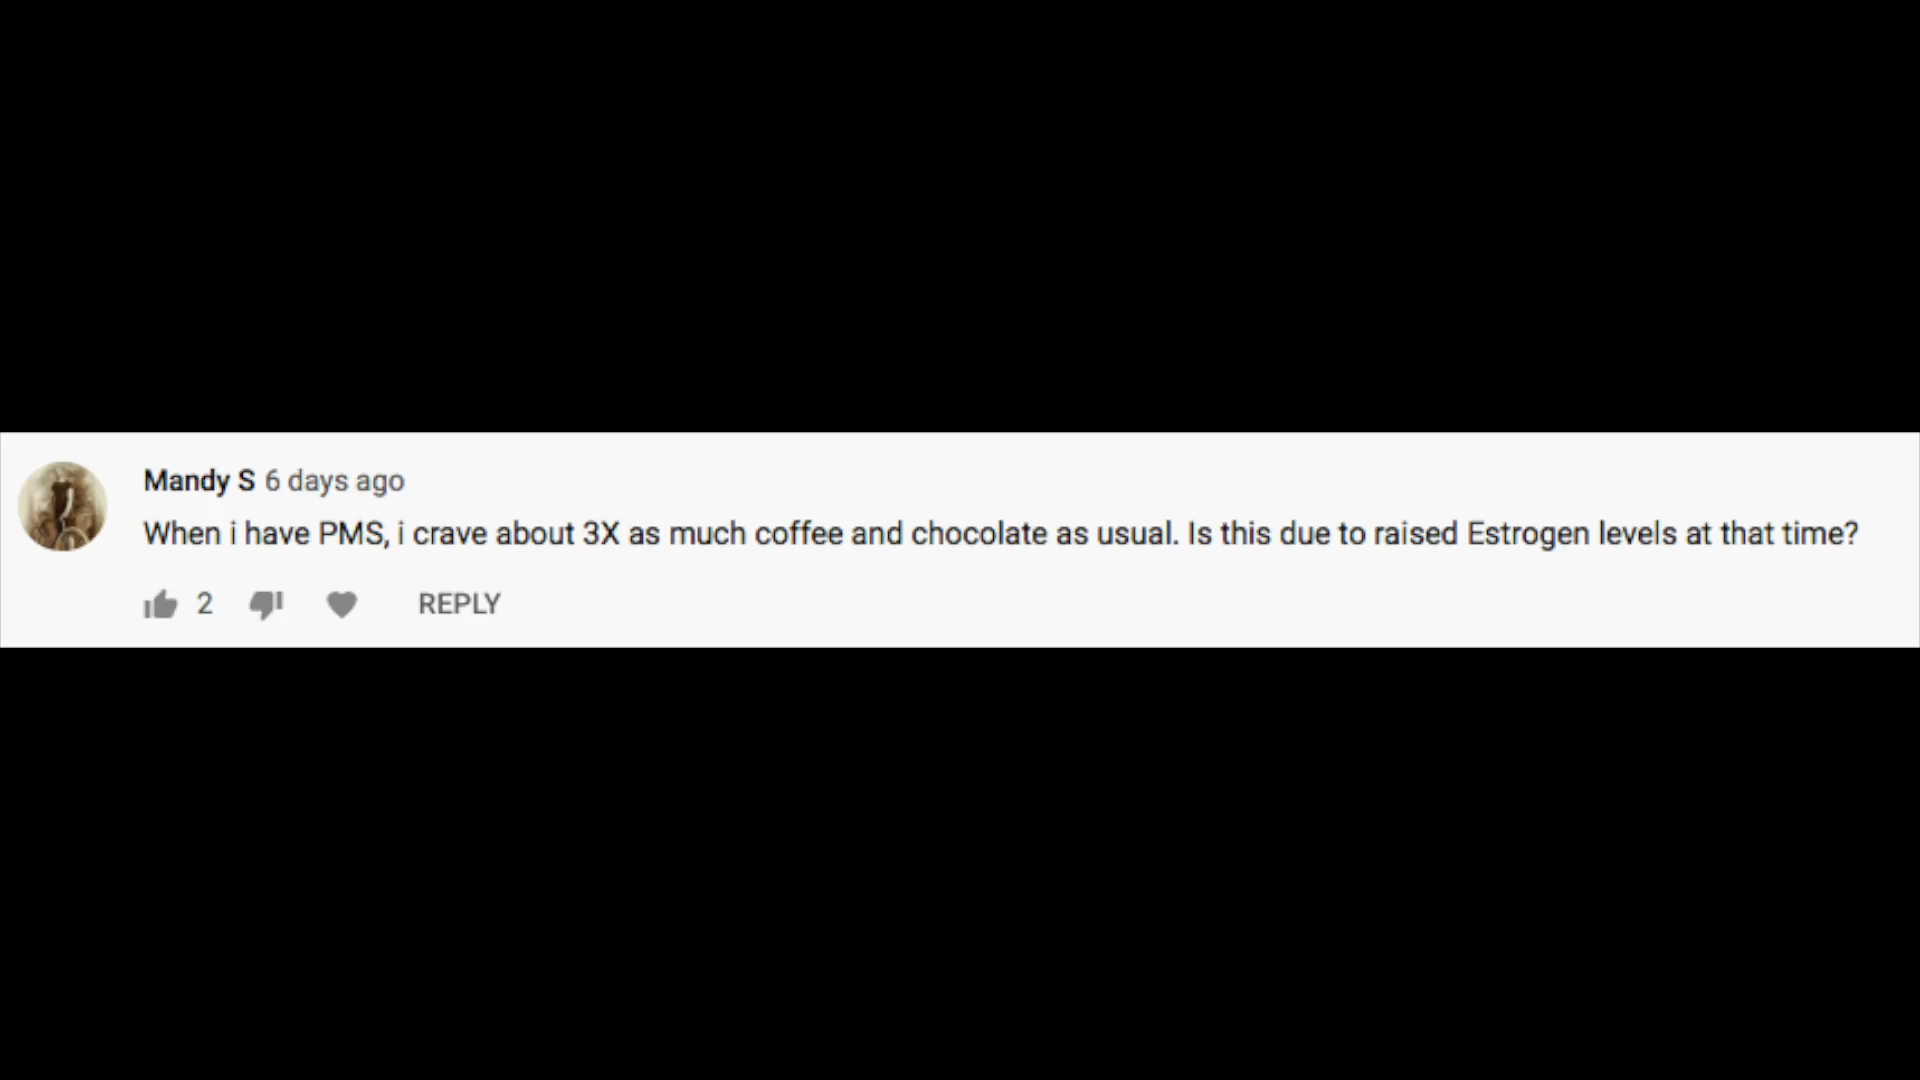 Mandy S 6 days ago
When i have PMS, i crave about 3X as much coffee and chocolate as usual. Is this due to raised Estrogen levels at that time?
2 REPLY